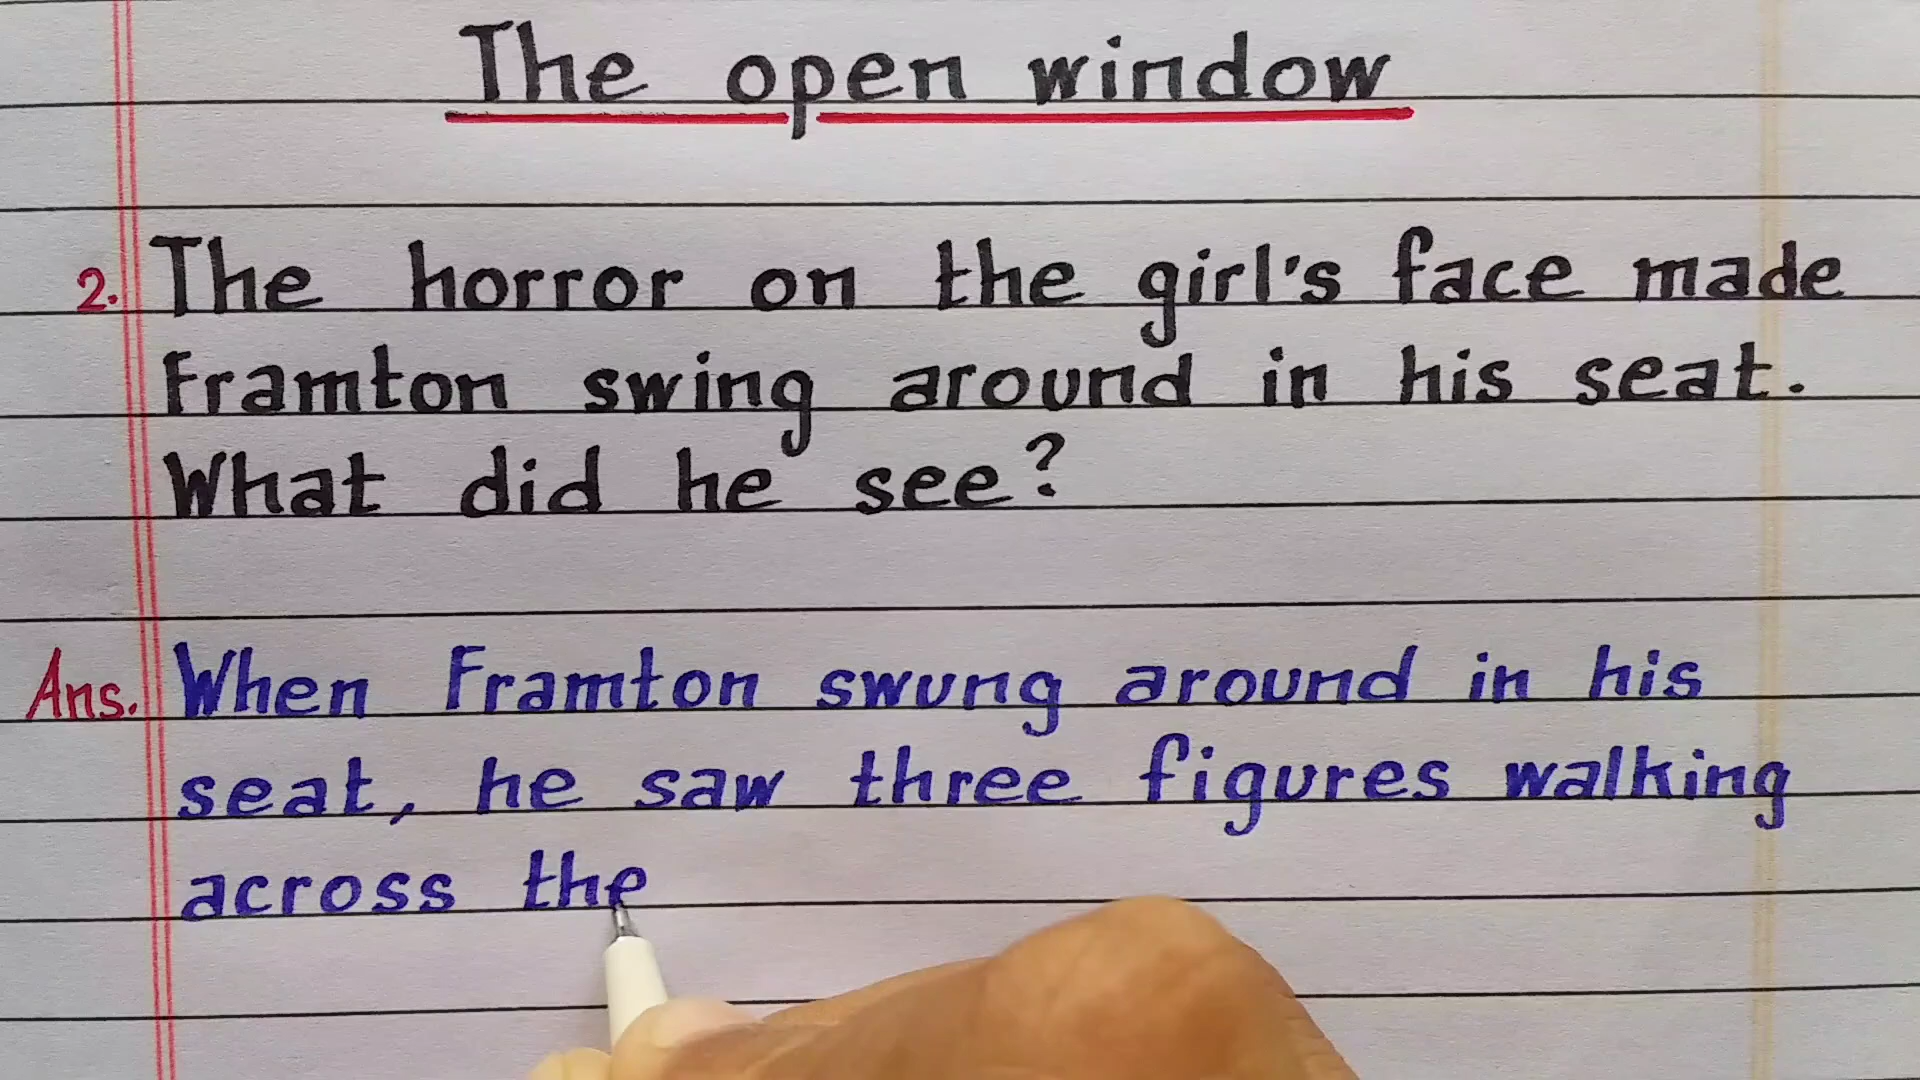 The open window
2. The horror on the girl's face made
Framton swing around in his seat.
What did he see?
Ans. When Framton swung around in his
seat, he saw three figures walking
across the